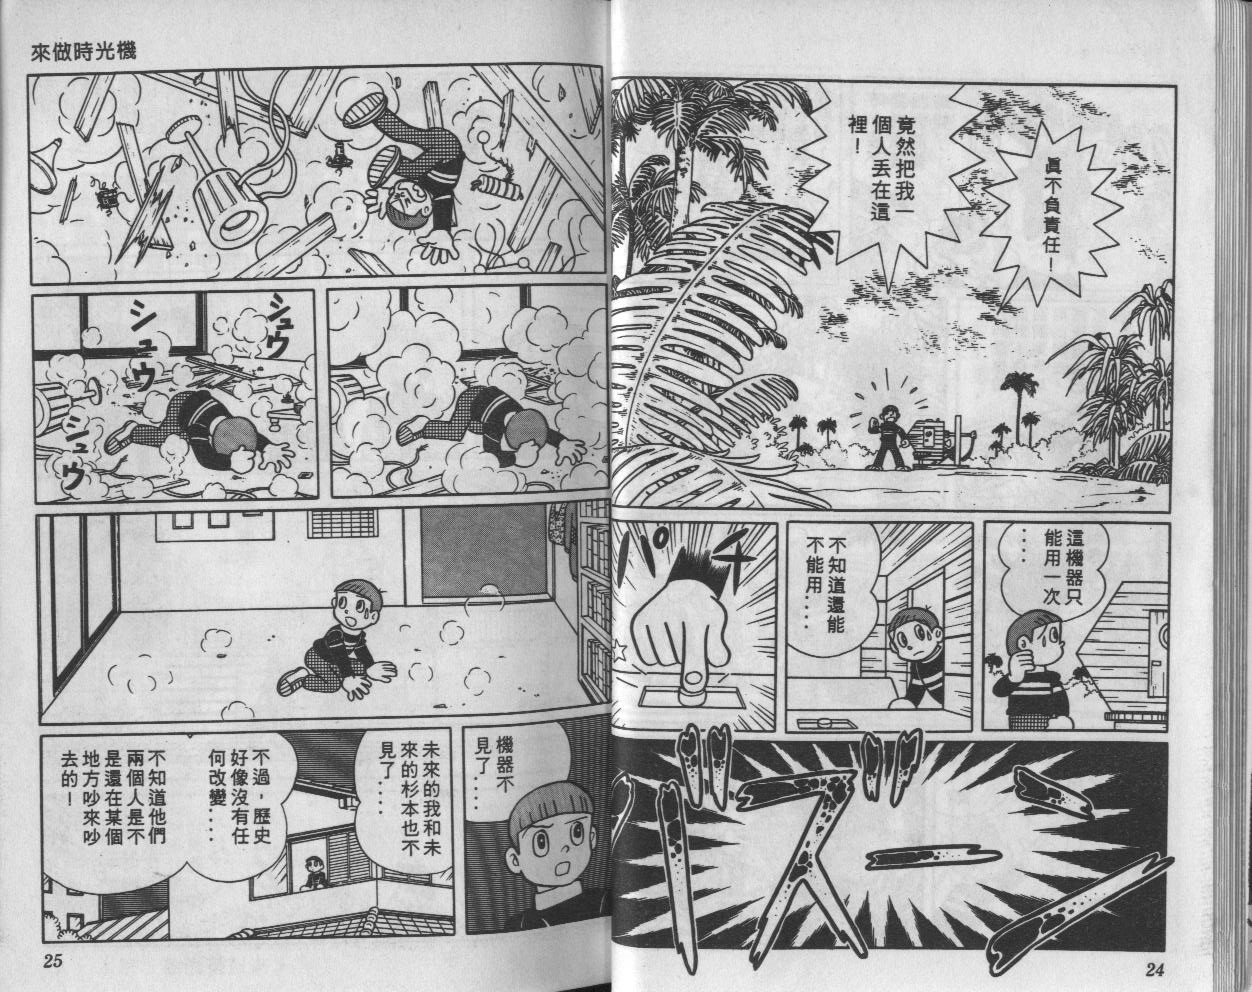 眞不負責任！
竟然把我一
個人丟在這
裡！
這機器只
能用一次
‥‥
不知道還能
不能用‥‥
パチ
バズーン
24
來做時光機
シュウ
シュウ
シュウ
機器不
見了‥‥
未來的我和未
來的杉本也不
見了‥‥
不過，歷史
好像沒有任
何改變‥‥
不知道他們
兩個人是不
是還在某個
地方吵來吵
去的！
25